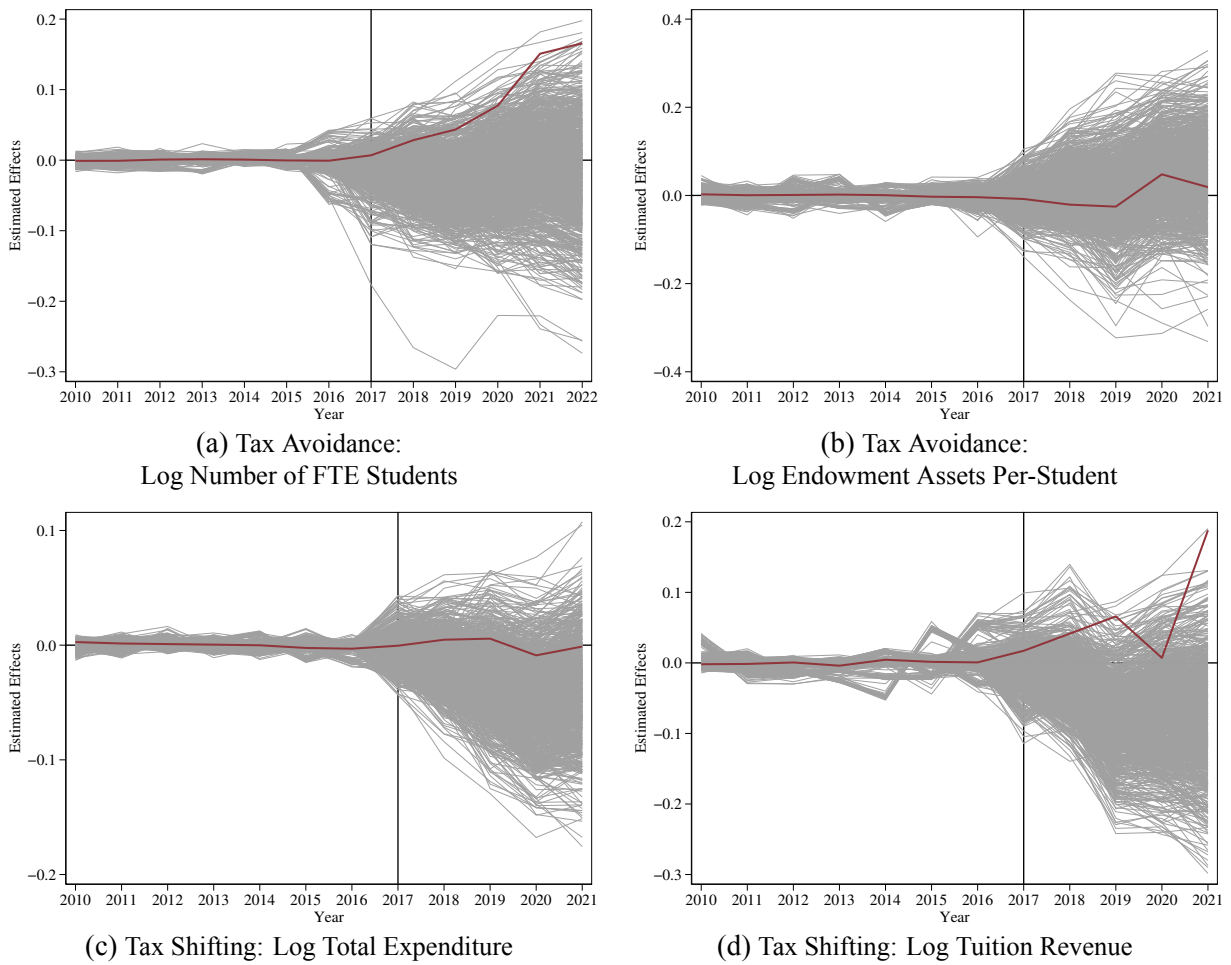 0.2
0.1
0.0
−0.1
−0.2
−0.3
Estimated Effects
2010 2011 2012 2013 2014 2015 2016 2017 2018 2019 2020 2021 2022
Year
(a) Tax Avoidance:
Log Number of FTE Students
0.4
0.2
0.0
−0.2
−0.4
Estimated Effects
2010 2011 2012 2013 2014 2015 2016 2017 2018 2019 2020 2021
Year
(b) Tax Avoidance:
Log Endowment Assets Per-Student
0.1
0.0
−0.1
−0.2
Estimated Effects
2010 2011 2012 2013 2014 2015 2016 2017 2018 2019 2020 2021
Year
(c) Tax Shifting: Log Total Expenditure
0.2
0.1
0.0
−0.1
−0.2
−0.3
Estimated Effects
2010 2011 2012 2013 2014 2015 2016 2017 2018 2019 2020 2021
Year
(d) Tax Shifting: Log Tuition Revenue